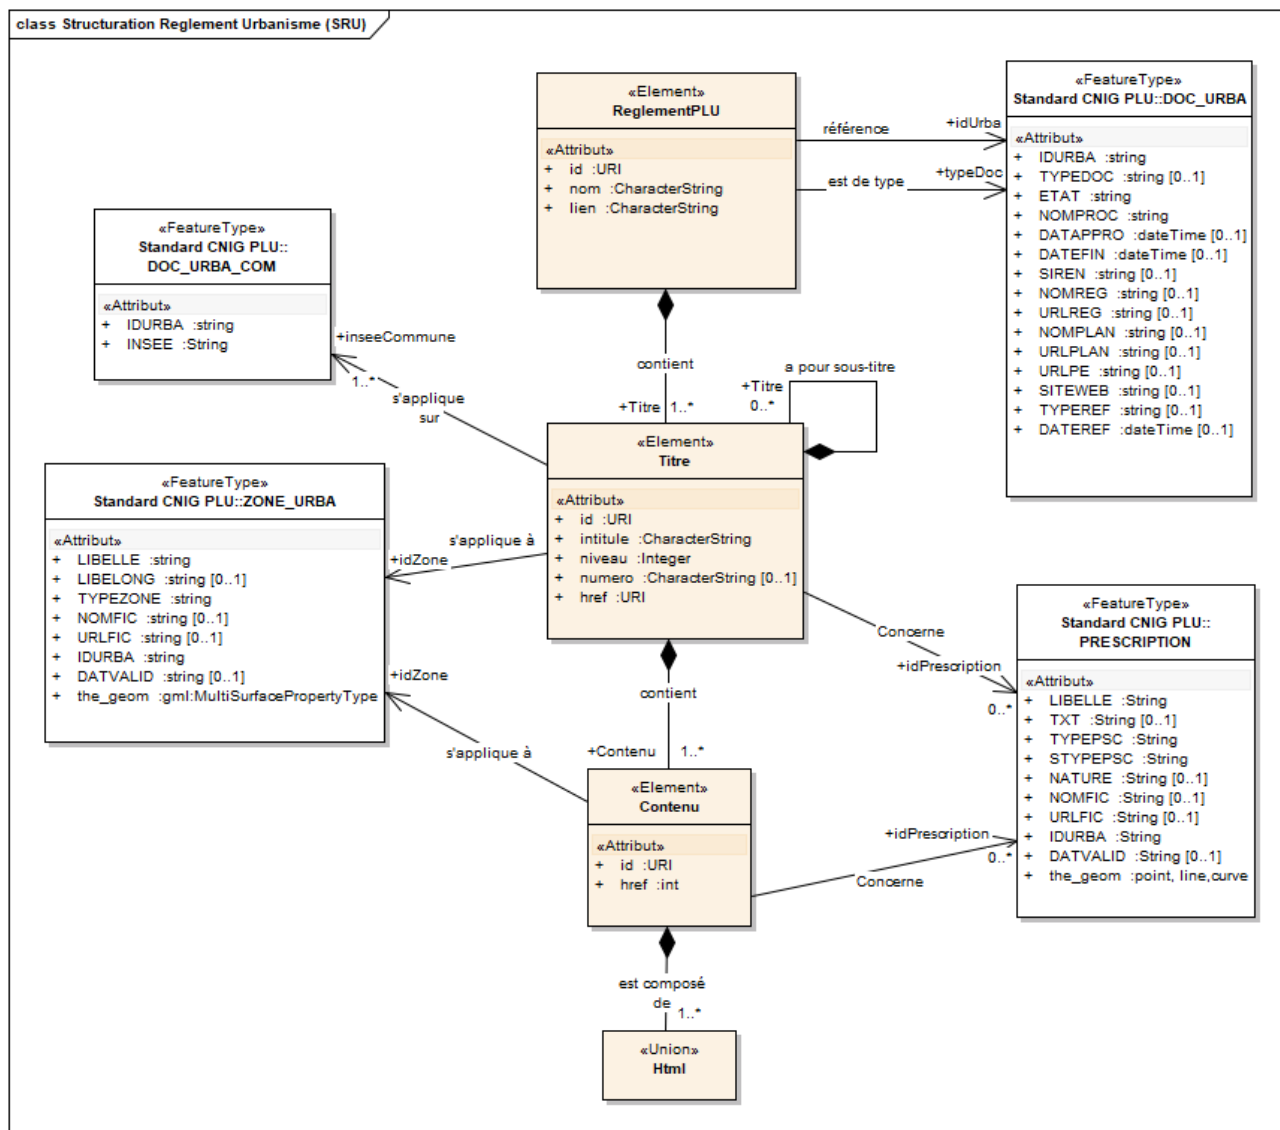 class Structuration Reglement Urbanisme (SRU)
«Element»
ReglementPLU
«Attribut»
+ id :URI
+ nom :CharacterString
+ lien :CharacterString
référence
+idUrba
est de type
+typeDoc
«FeatureType»
Standard CNIG PLU::DOC_URBA
«Attribut»
+ IDURBA :string
+ TYPEDOC :string [0..1]
+ ETAT :string
+ NOMPROC :string
+ DATAPPRO :dateTime [0..1]
+ DATEFIN :dateTime [0..1]
+ SIREN :string [0..1]
+ NOMREG :string [0..1]
+ URLREG :string [0..1]
+ NOMPLAN :string [0..1]
+ URLPLAN :string [0..1]
+ URLPE :string [0..1]
+ SITEWEB :string [0..1]
+ TYPEREF :string [0..1]
+ DATEREF :dateTime [0..1]
«FeatureType»
Standard CNIG PLU::
DOC_URBA_COM
«Attribut»
+ IDURBA :string
+ INSEE :String
+inseeCommune
1..*
s'applique
sur
contient
+Titre
1..*
a pour sous-titre
+Titre
0..*
«Element»
Titre
«Attribut»
+ id :URI
+ intitule :CharacterString
+ niveau :Integer
+ numero :CharacterString [0..1]
+ href :URI
«FeatureType»
Standard CNIG PLU::ZONE_URBA
«Attribut»
+ LIBELLE :string
+ LIBELONG :string [0..1]
+ TYPEZONE :string
+ NOMFIC :string [0..1]
+ URLFIC :string [0..1]
+ IDURBA :string
+ DATVALID :string [0..1]
+ the_geom :gml:MultiSurfacePropertyType
s'applique à
+idZone
+idZone
s'applique à
Concerne
+idPrescription
0..*
«FeatureType»
Standard CNIG PLU::
PRESCRIPTION
«Attribut»
+ LIBELLE :String
+ TXT :String [0..1]
+ TYPEPSC :String
+ STYPEPSC :String
+ NATURE :String [0..1]
+ NOMFIC :String [0..1]
+ URLFIC :String [0..1]
+ IDURBA :String
+ DATVALID :String [0..1]
+ the_geom :point, line,curve
contient
+Contenu
1..*
«Element»
Contenu
«Attribut»
+ id :URI
+ href :int
+idPrescription
0..*
Concerne
est composé
de
1..*
«Union»
Html